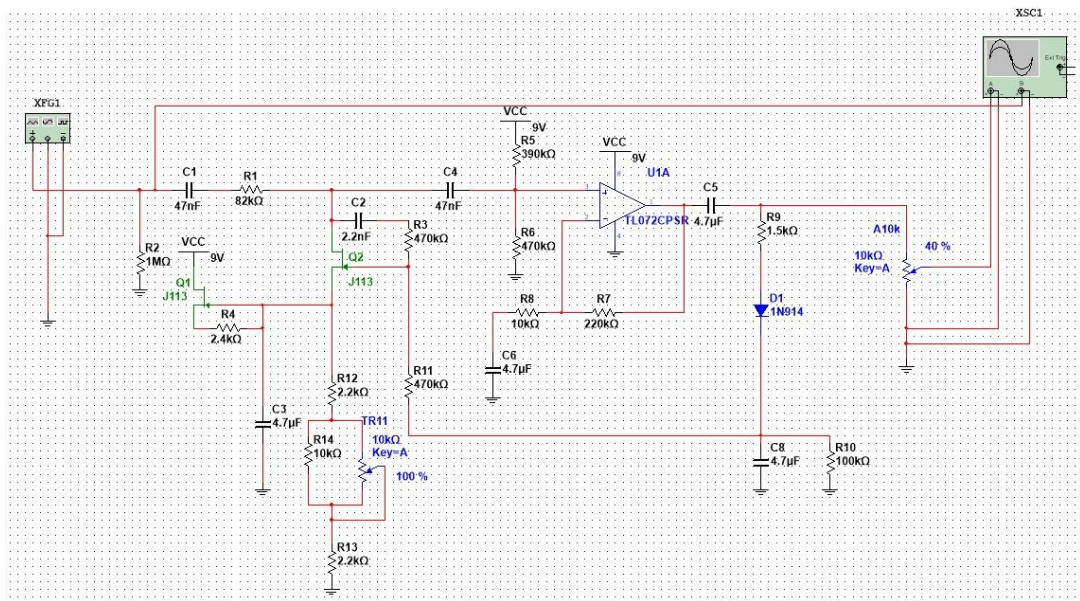 XSC1
Ext Trig
A
B
XFG1
VCC
9V
R5
390kΩ
VCC
9V
U1A
C1
47nF
R1
82kΩ
C4
47nF
3
2
8
1
4
TL072CPSR
C5
4.7µF
C2
2.2nF
R3
470kΩ
R9
1.5kΩ
A10k
10kΩ
Key=A
40 %
R2
1MΩ
VCC
9V
Q2
J113
R6
470kΩ
Q1
J113
R4
2.4kΩ
R8
10kΩ
R7
220kΩ
D1
1N914
C6
4.7µF
R12
2.2kΩ
R11
470kΩ
C3
4.7µF
TR11
10kΩ
Key=A
100 %
R14
10kΩ
C8
4.7µF
R10
100kΩ
R13
2.2kΩ